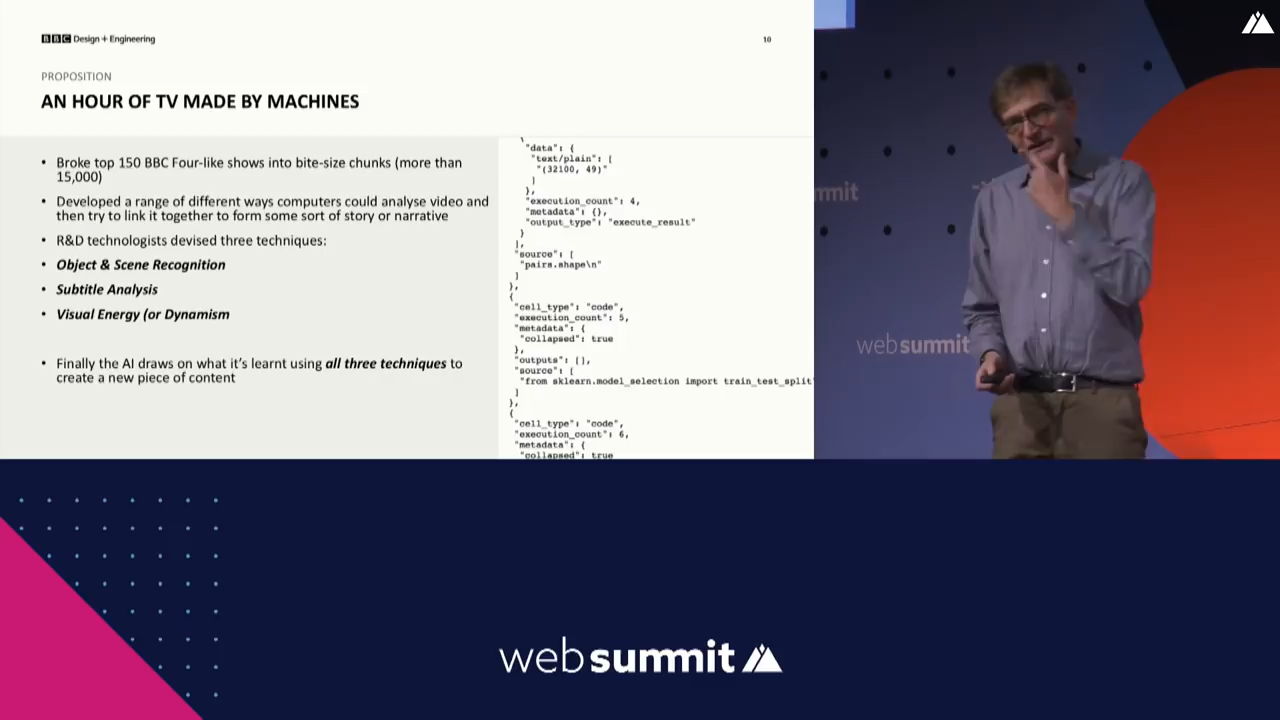 BBC Design + Engineering
10
PROPOSITION
AN HOUR OF TV MADE BY MACHINES
• Broke top 150 BBC Four-like shows into bite-size chunks (more than
15,000)
• Developed a range of different ways computers could analyse video and
then try to link it together to form some sort of story or narrative
• R&D technologists devised three techniques:
• Object & Scene Recognition
• Subtitle Analysis
• Visual Energy (or Dynamism
• Finally the AI draws on what it's learnt using all three techniques to
create a new piece of content
"data": {
"text/plain": [
"(32100, 49)"
]
},
"execution_count": 4,
"metadata": {},
"output_type": "execute_result"
}
],
"source": [
"pairs.shape\n"
]
},
{
"cell_type": "code",
"execution_count": 5,
"metadata": {
"collapsed": true
},
"outputs": [],
"source": [
"from sklearn.model_selection import train_test_split
]
},
{
"cell_type": "code",
"execution_count": 6,
"metadata": {
"collapsed": true
mmit
websummit
websummit